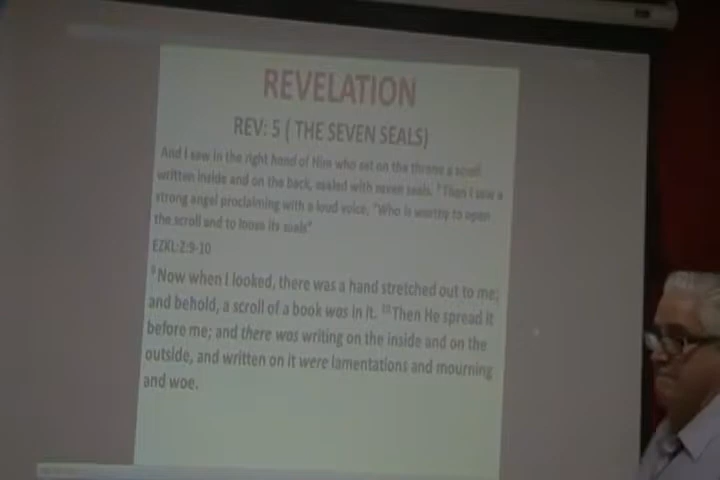 REVELATION
REV: 5 ( THE SEVEN SEALS)
And I saw in the right hand of Him who sat on the throne a scroll
written inside and on the back, sealed with seven seals. ² Then I saw a
strong angel proclaiming with a loud voice, "Who is worthy to open
the scroll and to loose its seals"
EZKL:2:9-10
⁹Now when I looked, there was a hand stretched out to me;
and behold, a scroll of a book was in it. ¹⁰Then He spread it
before me; and there was writing on the inside and on the
outside, and written on it were lamentations and mourning
and woe.